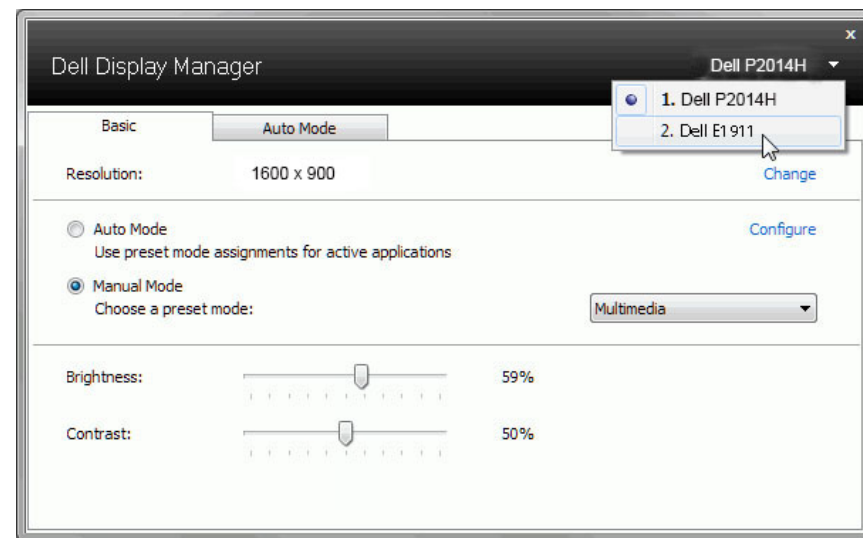 x
Dell Display Manager
Dell P2014H
1. Dell P2014H
2. Dell E1911
Basic
Auto Mode
Resolution:
1600 x 900
Change
Auto Mode
Configure
Use preset mode assignments for active applications
Manual Mode
Choose a preset mode:
Multimedia
Brightness:
59%
Contrast:
50%